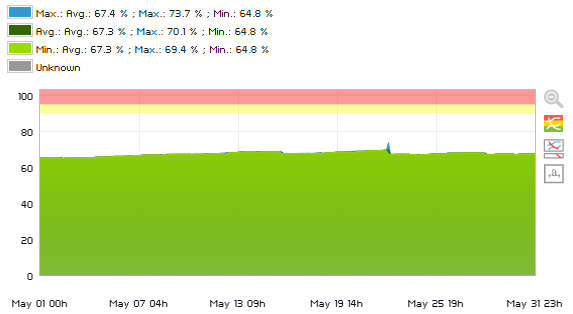 Max.: Avg.: 67.4 % ; Max.: 73.7 % ; Min.: 64.8 %
Avg.: Avg.: 67.3 % ; Max.: 70.1 % ; Min.: 64.8 %
Min.: Avg.: 67.3 % ; Max.: 69.4 % ; Min.: 64.8 %
Unknown
100
80
60
40
20
0
May 01 00h May 07 04h May 13 09h May 19 14h May 25 19h May 31 23h
,a,